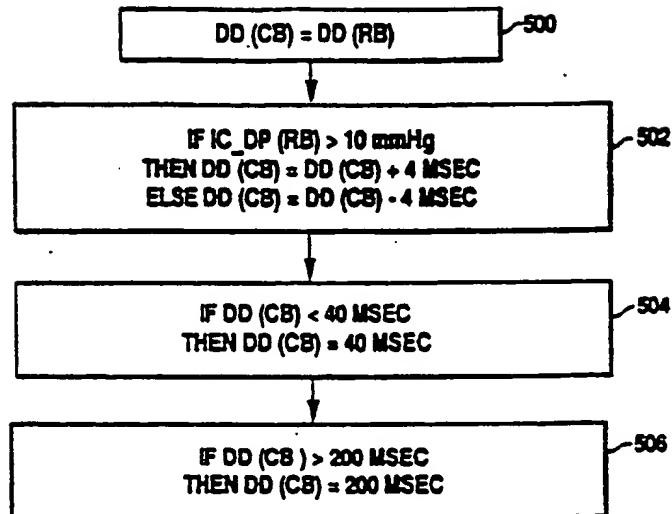 DD (CB) = DD (RB)
500
IF IC_DP (RB) > 10 mmHg
THEN DD (CB) = DD (CB) + 4 MSEC
ELSE DD (CB) = DD (CB) - 4 MSEC
502
IF DD (CB) < 40 MSEC
THEN DD (CB) = 40 MSEC
504
IF DD (CB ) > 200 MSEC
THEN DD (CB) = 200 MSEC
506